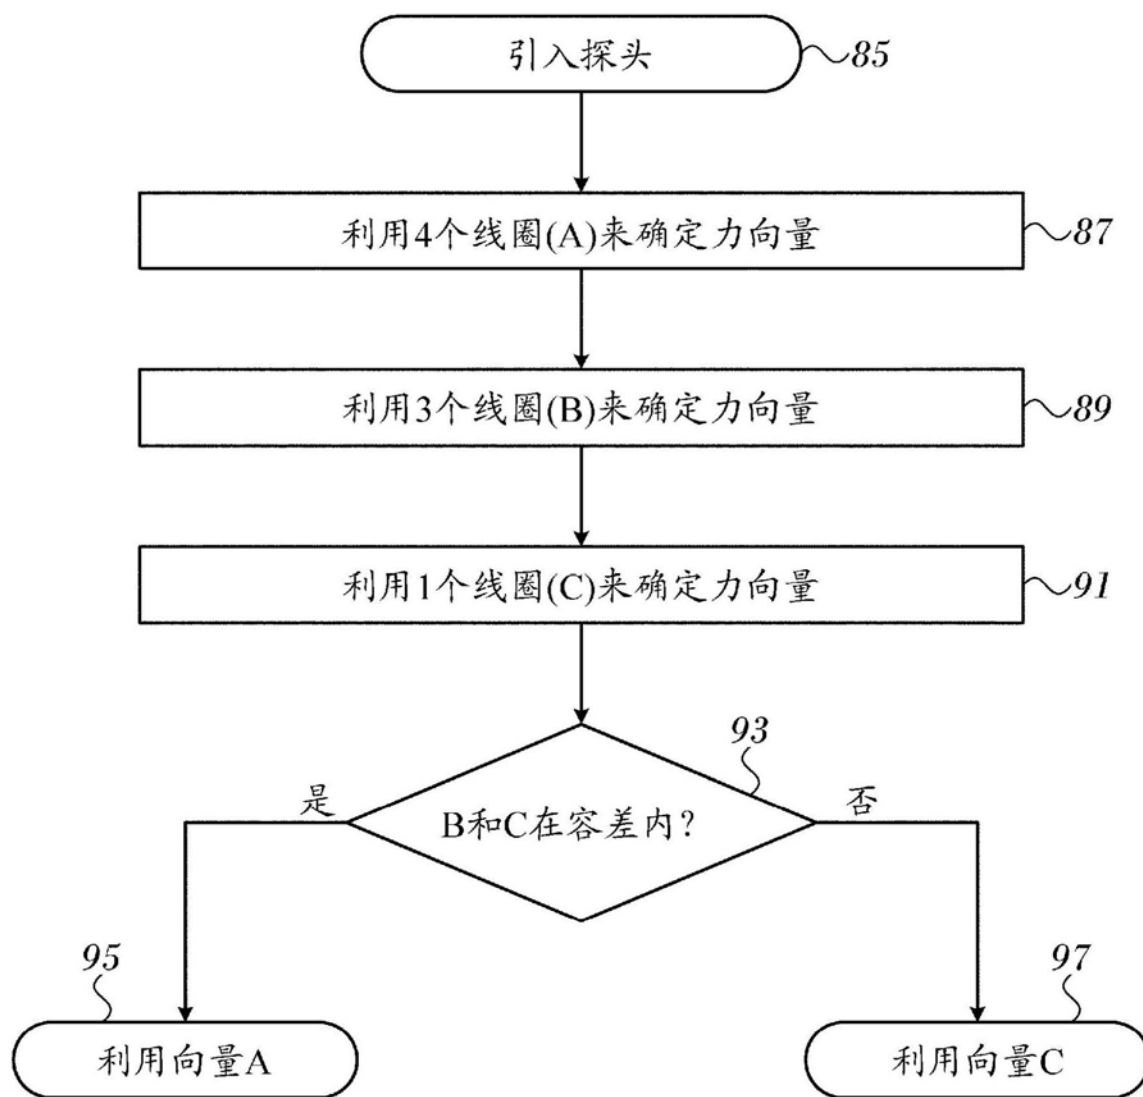 引入探头
85
利用4个线圈(A)来确定力向量
87
利用3个线圈(B)来确定力向量
89
利用1个线圈(C)来确定力向量
91
93
是
B和C在容差内?
否
95
97
利用向量A
利用向量C